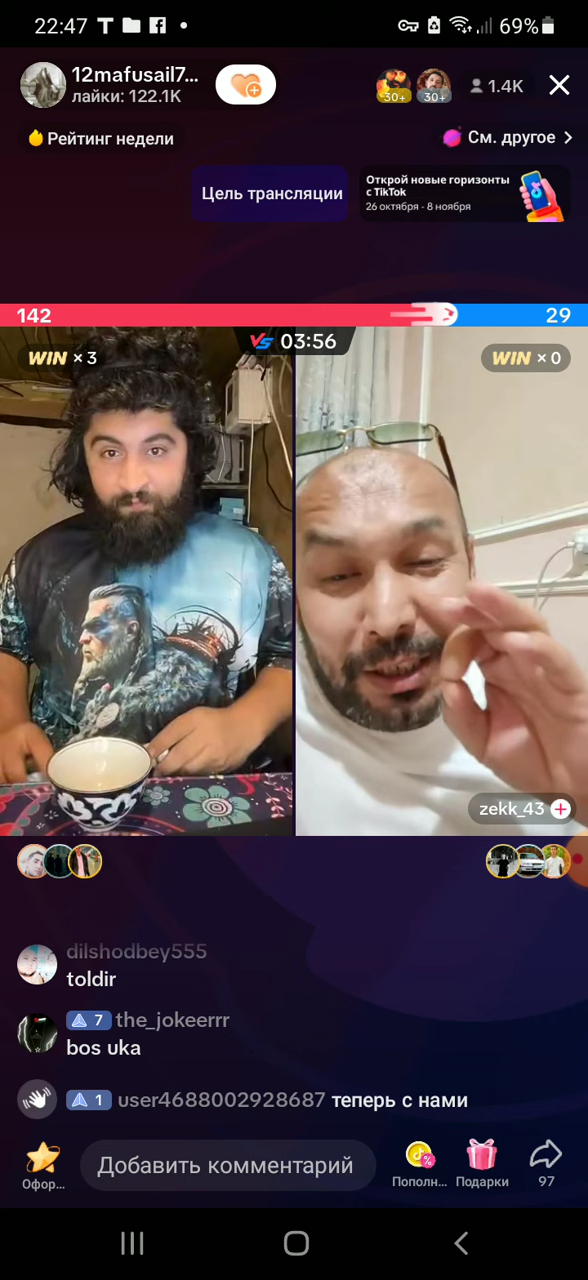 22:47
69%
12mafusail7...
лайки: 122.1K
30+
30+
1.4K
Рейтинг недели
См. другое
Цель трансляции
Открой новые горизонты
с TikTok
26 октября - 8 ноября
142
29
VS 03:56
WIN × 3
WIN × 0
zekk_43
dilshodbey555
toldir
7 the_jokeerrr
bos uka
1 user4688002928687 теперь с нами
Офор...
Добавить комментарий
Пополн...
Подарки
97